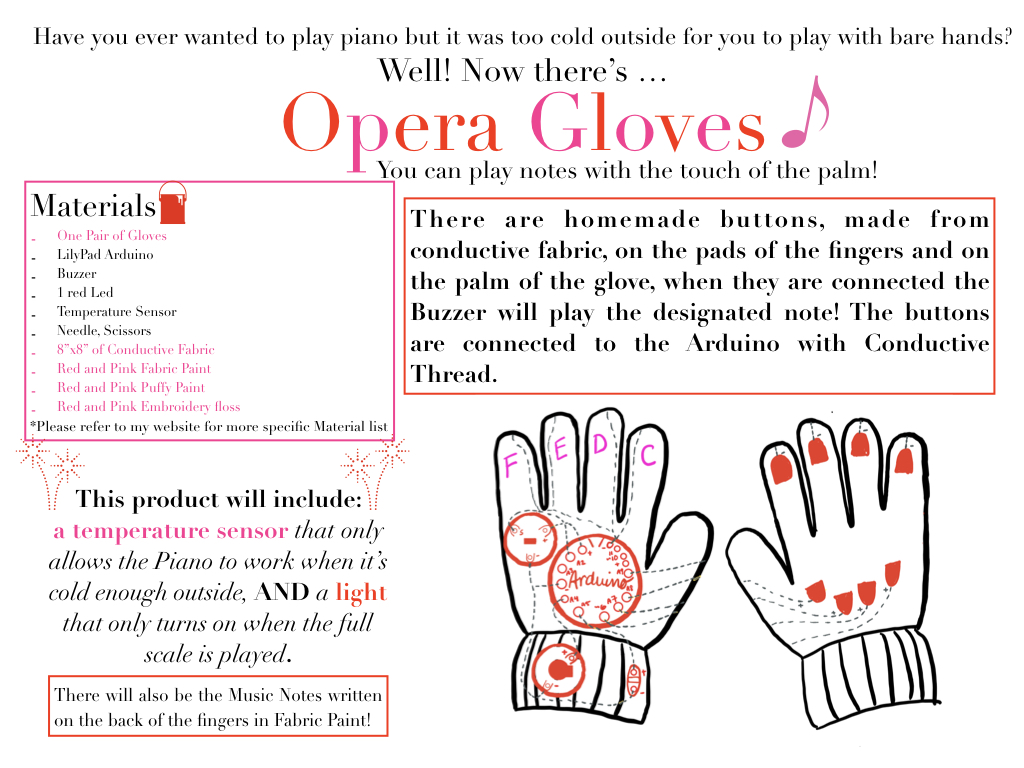 Have you ever wanted to play piano but it was too cold outside for you to play with bare hands?
Well! Now there's ...
Opera Gloves
You can play notes with the touch of the palm!
Materials
- One Pair of Gloves
- LilyPad Arduino
- Buzzer
- 1 red Led
- Temperature Sensor
- Needle, Scissors
- 8"x8" of Conductive Fabric
- Red and Pink Fabric Paint
- Red and Pink Puffy Paint
- Red and Pink Embroidery floss
*Please refer to my website for more specific Material list
There are homemade buttons, made from
conductive fabric, on the pads of the fingers and on
the palm of the glove, when they are connected the
Buzzer will play the designated note! The buttons
are connected to the Arduino with Conductive
Thread.
This product will include:
a temperature sensor that only
allows the Piano to work when it's
cold enough outside, AND a light
that only turns on when the full
scale is played.
There will also be the Music Notes written
on the back of the fingers in Fabric Paint!
F E D C
Arduino